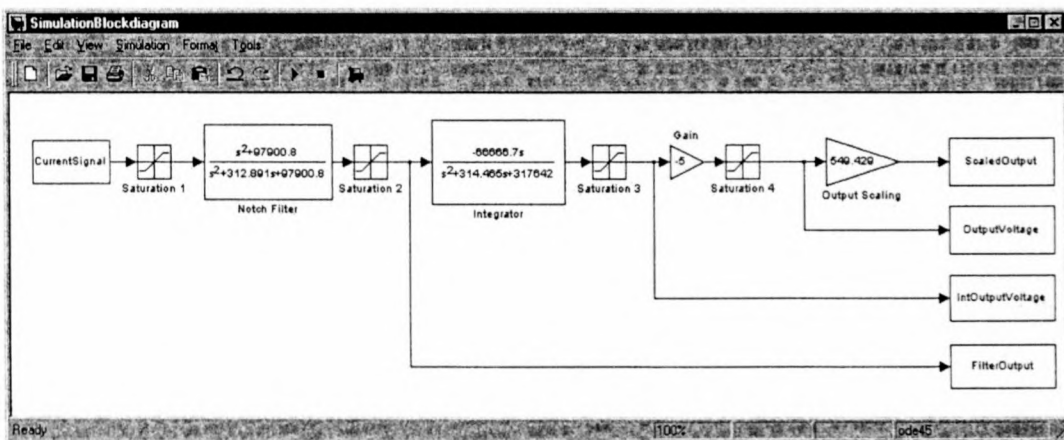 SimulationBlockdiagram
File Edit View Simulation Format Tools
CurrentSignal
Saturation 1
s²+97900.8
s²+312.891s+97900.8
Notch Filter
Saturation 2
-66666.7s
s²+314.465s+317642
Integrator
Saturation 3
Gain
-5
Saturation 4
549.429
Output Scaling
ScaledOutput
OutputVoltage
IntOutputVoltage
FilterOutput
Ready
100%
ode45